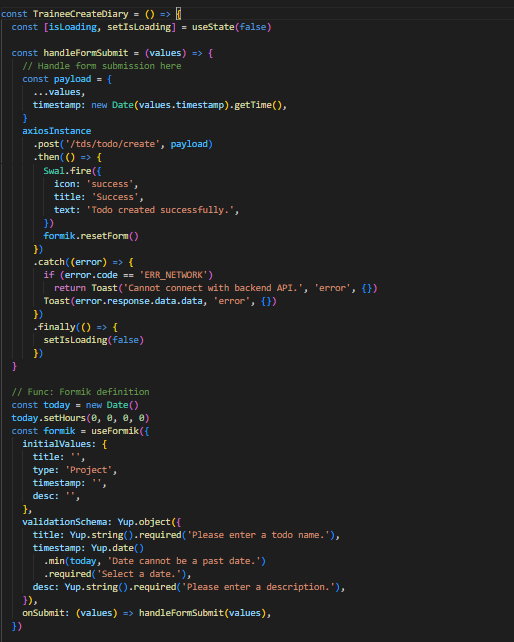 const TraineeCreateDiary = () => {
  const [isLoading, setIsLoading] = useState(false)

  const handleFormSubmit = (values) => {
    // Handle form submission here
    const payload = {
      ...values,
      timestamp: new Date(values.timestamp).getTime(),
    }
    axiosInstance
      .post('/tds/todo/create', payload)
      .then(() => {
        Swal.fire({
          icon: 'success',
          title: 'Success',
          text: 'Todo created successfully.',
        })
        formik.resetForm()
      })
      .catch((error) => {
        if (error.code == 'ERR_NETWORK')
          return Toast('Cannot connect with backend API.', 'error', {})
        Toast(error.response.data.data, 'error', {})
      })
      .finally(() => {
        setIsLoading(false)
      })
  }

  // Func: Formik definition
  const today = new Date()
  today.setHours(0, 0, 0, 0)
  const formik = useFormik({
    initialValues: {
      title: '',
      type: 'Project',
      timestamp: '',
      desc: '',
    },
    validationSchema: Yup.object({
      title: Yup.string().required('Please enter a todo name.'),
      timestamp: Yup.date()
        .min(today, 'Date cannot be a past date.')
        .required('Select a date.'),
      desc: Yup.string().required('Please enter a description.'),
    }),
    onSubmit: (values) => handleFormSubmit(values),
  })